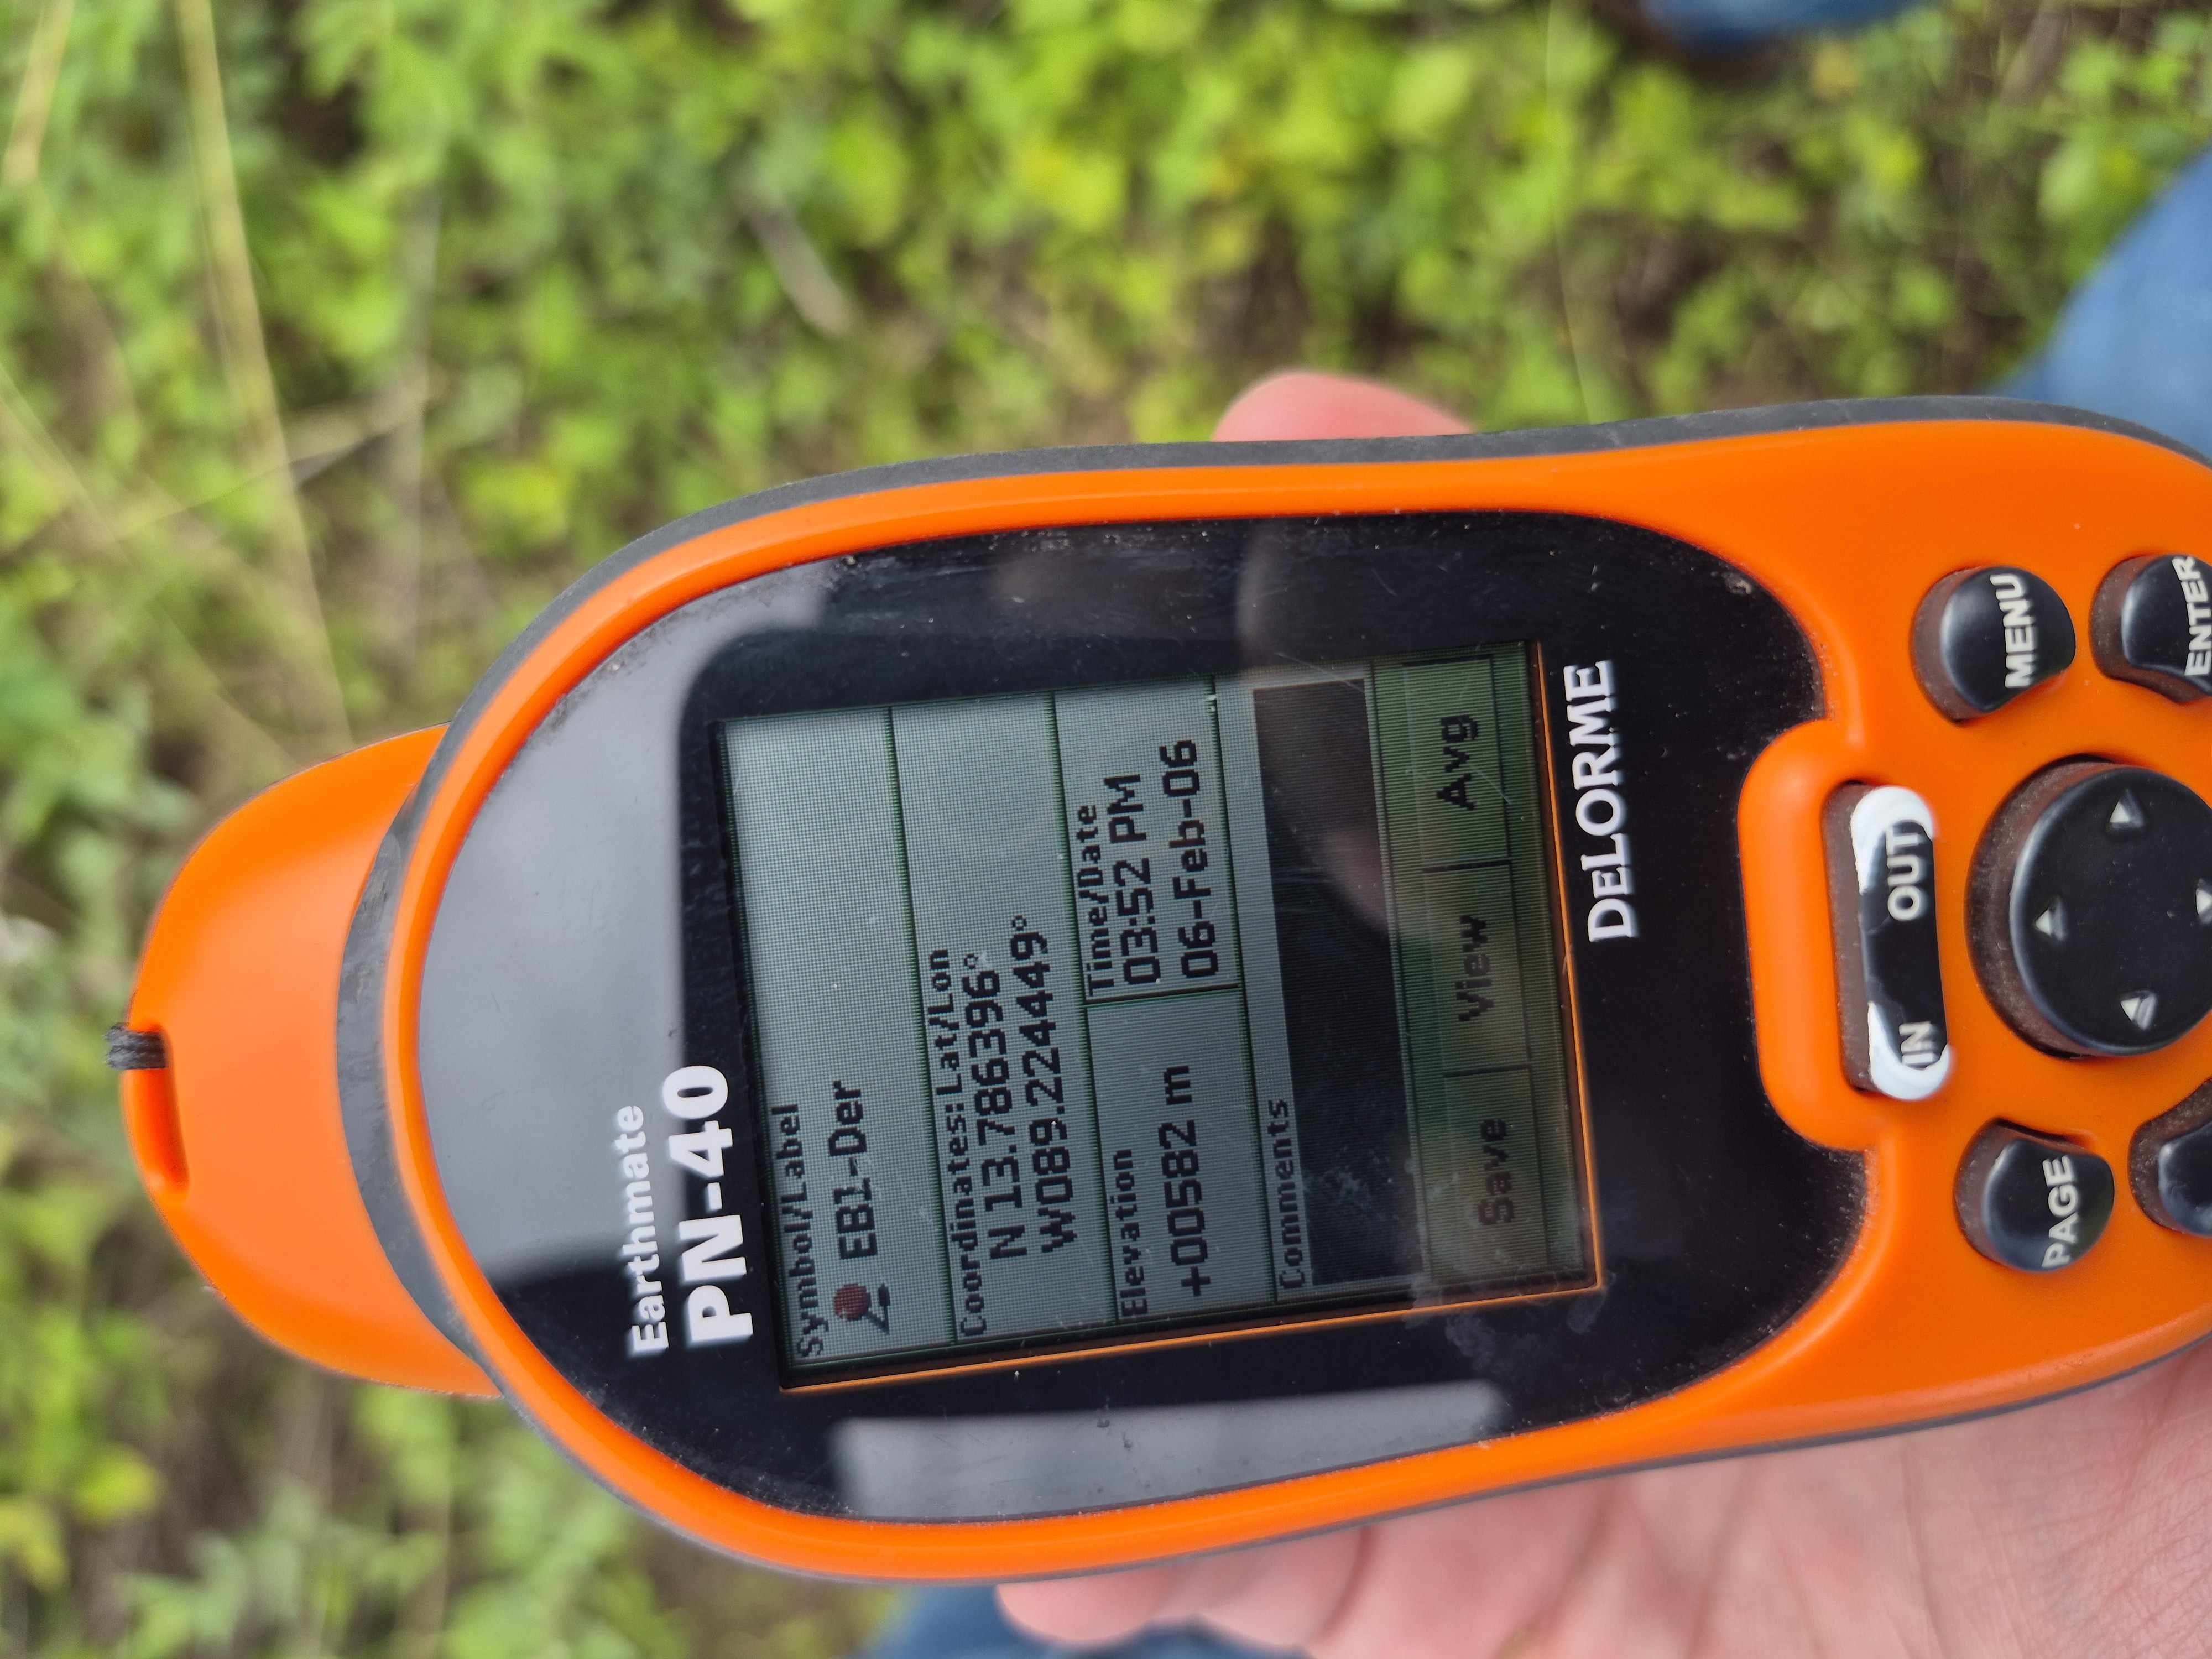 Earthmate
PN-40
Symbol/Label
EB1-Der
Coordinates: Lat/Lon
N 13.786396°
W089.224449°
Elevation
+00582 m
Time/Date
03:52 PM
06-Feb-06
Comments
Save View Avg
DELORME
IN OUT
PAGE
MENU
ENTER